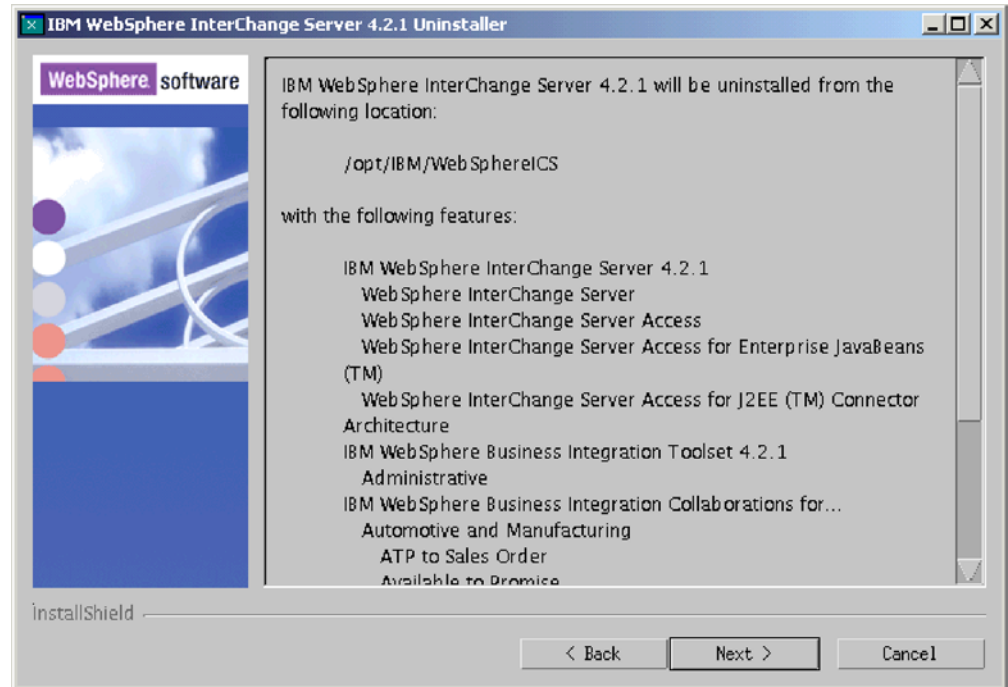 IBM WebSphere InterChange Server 4.2.1 Uninstaller
WebSphere. software
IBM WebSphere InterChange Server 4.2.1 will be uninstalled from the
following location:
/opt/IBM/WebSphereICS
with the following features:
IBM WebSphere InterChange Server 4.2.1
WebSphere InterChange Server
WebSphere InterChange Server Access
WebSphere InterChange Server Access for Enterprise JavaBeans
(TM)
WebSphere InterChange Server Access for J2EE (TM) Connector
Architecture
IBM WebSphere Business Integration Toolset 4.2.1
Administrative
IBM WebSphere Business Integration Collaborations for...
Automotive and Manufacturing
ATP to Sales Order
Available to Promise
InstallShield
< Back
Next >
Cancel